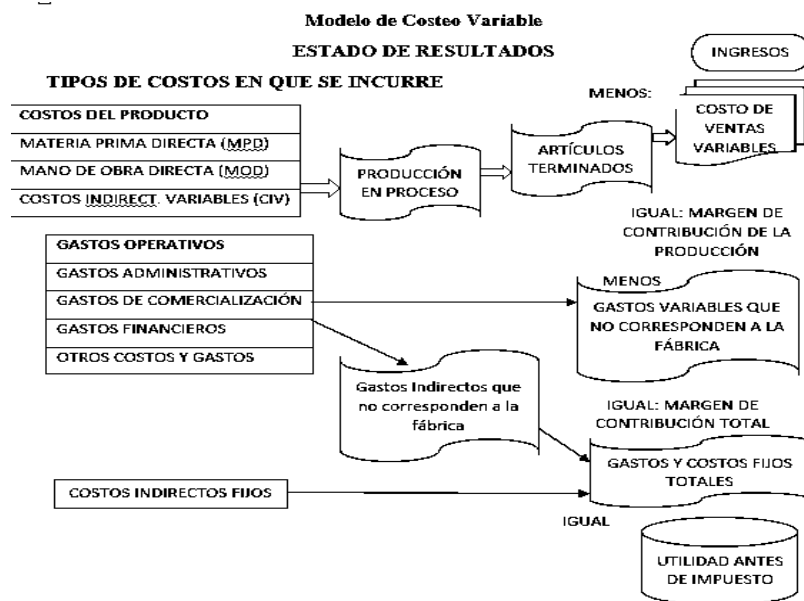 Modelo de Costeo Variable
ESTADO DE RESULTADOS
INGRESOS
TIPOS DE COSTOS EN QUE SE INCURRE
MENOS:
COSTOS DEL PRODUCTO
MATERIA PRIMA DIRECTA (MPD)
MANO DE OBRA DIRECTA (MOD)
COSTOS INDIRECT. VARIABLES (CIV)
PRODUCCIÓN
EN PROCESO
ARTÍCULOS
TERMINADOS
COSTO DE
VENTAS
VARIABLES
IGUAL: MARGEN DE
CONTRIBUCIÓN DE LA
PRODUCCIÓN
GASTOS OPERATIVOS
GASTOS ADMINISTRATIVOS
GASTOS DE COMERCIALIZACIÓN
GASTOS FINANCIEROS
OTROS COSTOS Y GASTOS
MENOS
GASTOS VARIABLES QUE
NO CORRESPONDEN A LA
FÁBRICA
Gastos Indirectos que
no corresponden a la
fábrica
IGUAL: MARGEN DE
CONTRIBUCIÓN TOTAL
GASTOS Y COSTOS FIJOS
TOTALES
COSTOS INDIRECTOS FIJOS
IGUAL
UTILIDAD ANTES
DE IMPUESTO